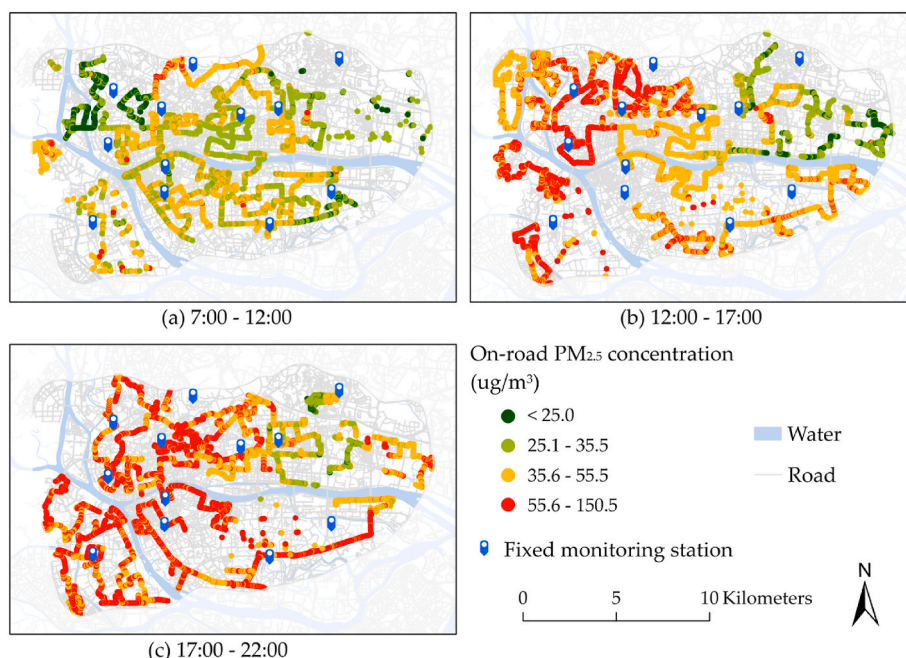 (a) 7:00 - 12:00
(b) 12:00 - 17:00
On-road PM2.5 concentration
(ug/m³)
< 25.0
25.1 - 35.5
35.6 - 55.5
55.6 - 150.5
Water
Road
Fixed monitoring station
0 5 10 Kilometers
N
(c) 17:00 - 22:00